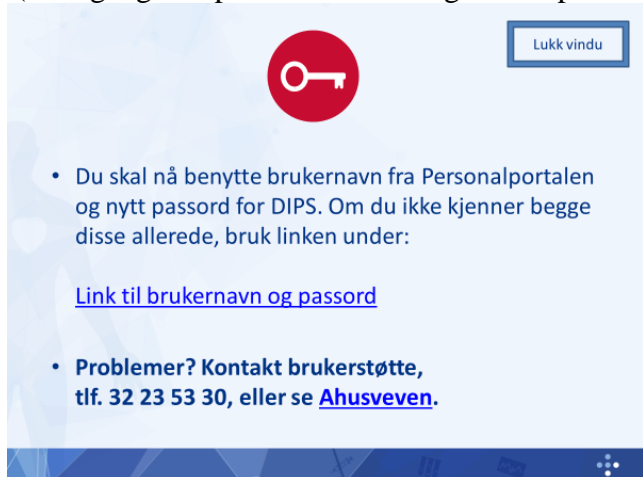 Lukk vindu
• Du skal nå benytte brukernavn fra Personalportalen
og nytt passord for DIPS. Om du ikke kjenner begge
disse allerede, bruk linken under:
Link til brukernavn og passord
• Problemer? Kontakt brukerstøtte,
tlf. 32 23 53 30, eller se Ahusveven.